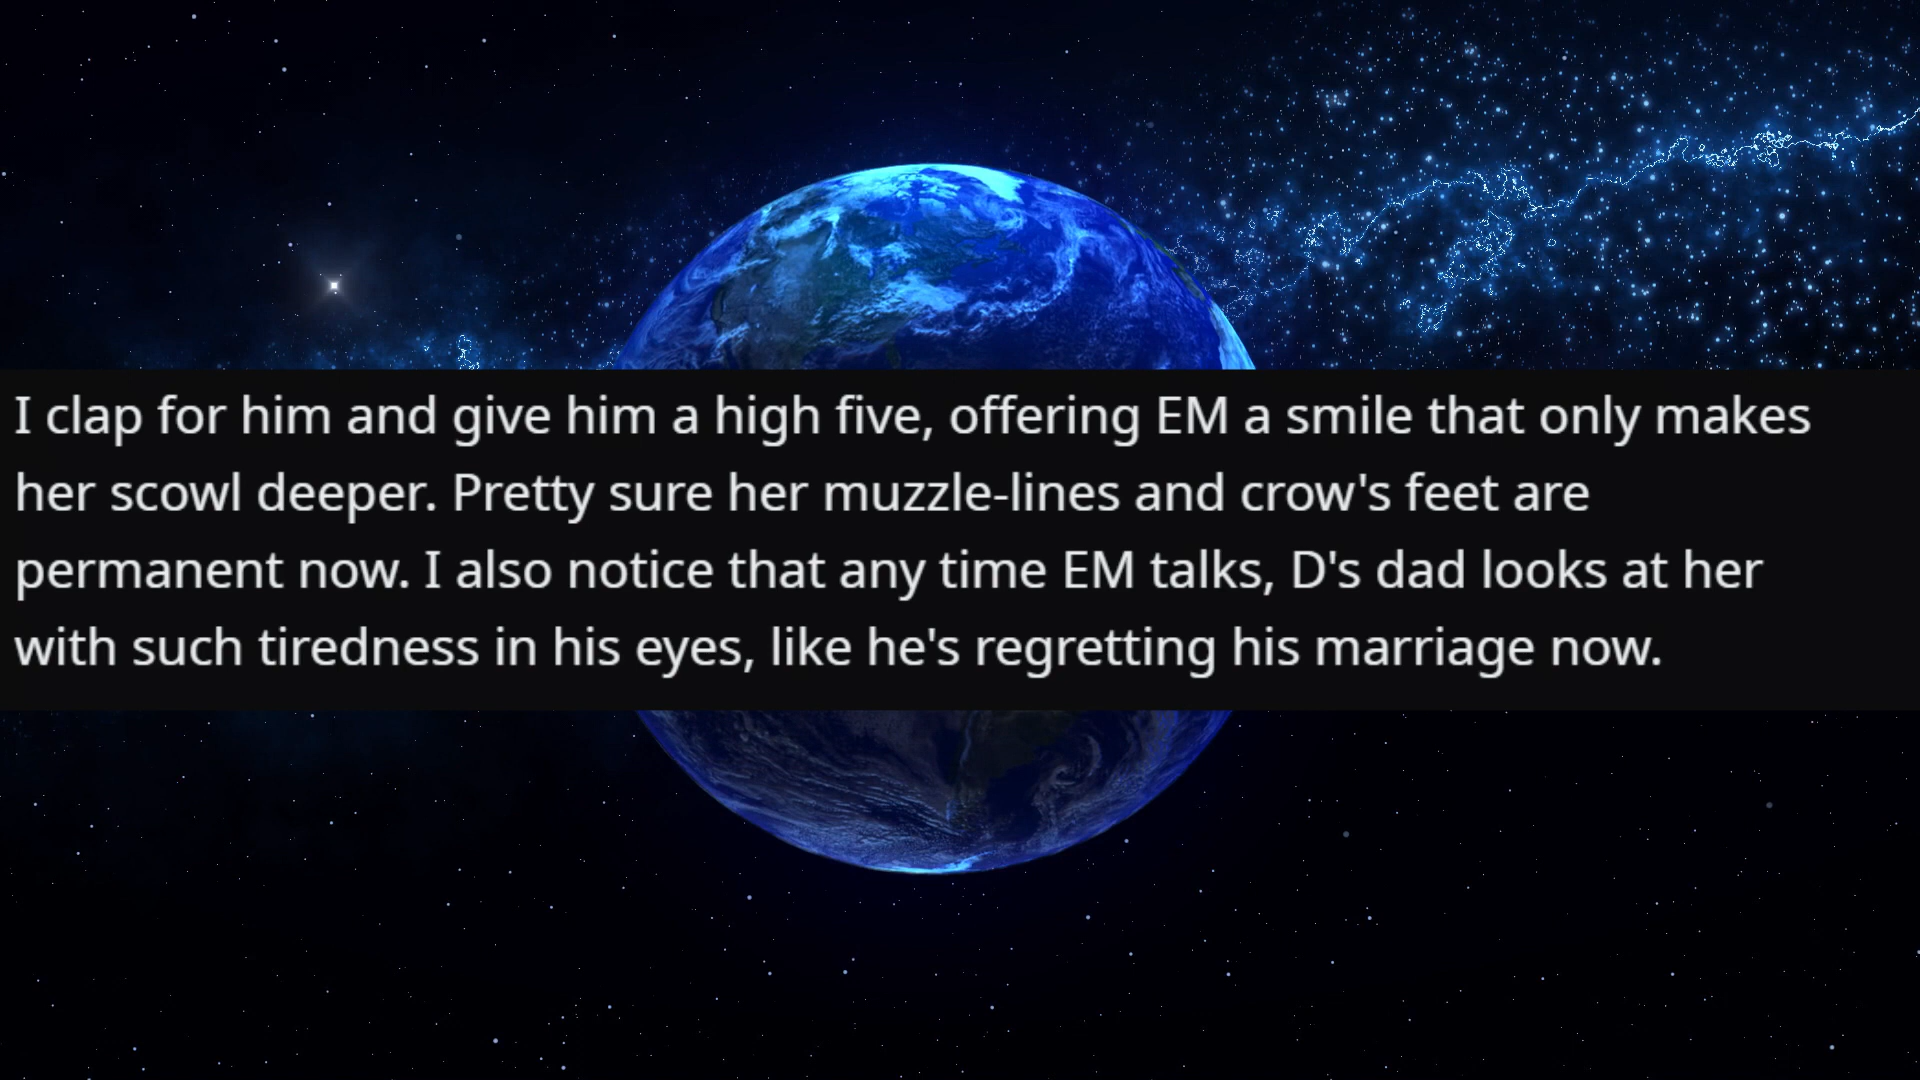 I clap for him and give him a high five, offering EM a smile that only makes
her scowl deeper. Pretty sure her muzzle-lines and crow's feet are
permanent now. I also notice that any time EM talks, D's dad looks at her
with such tiredness in his eyes, like he's regretting his marriage now.